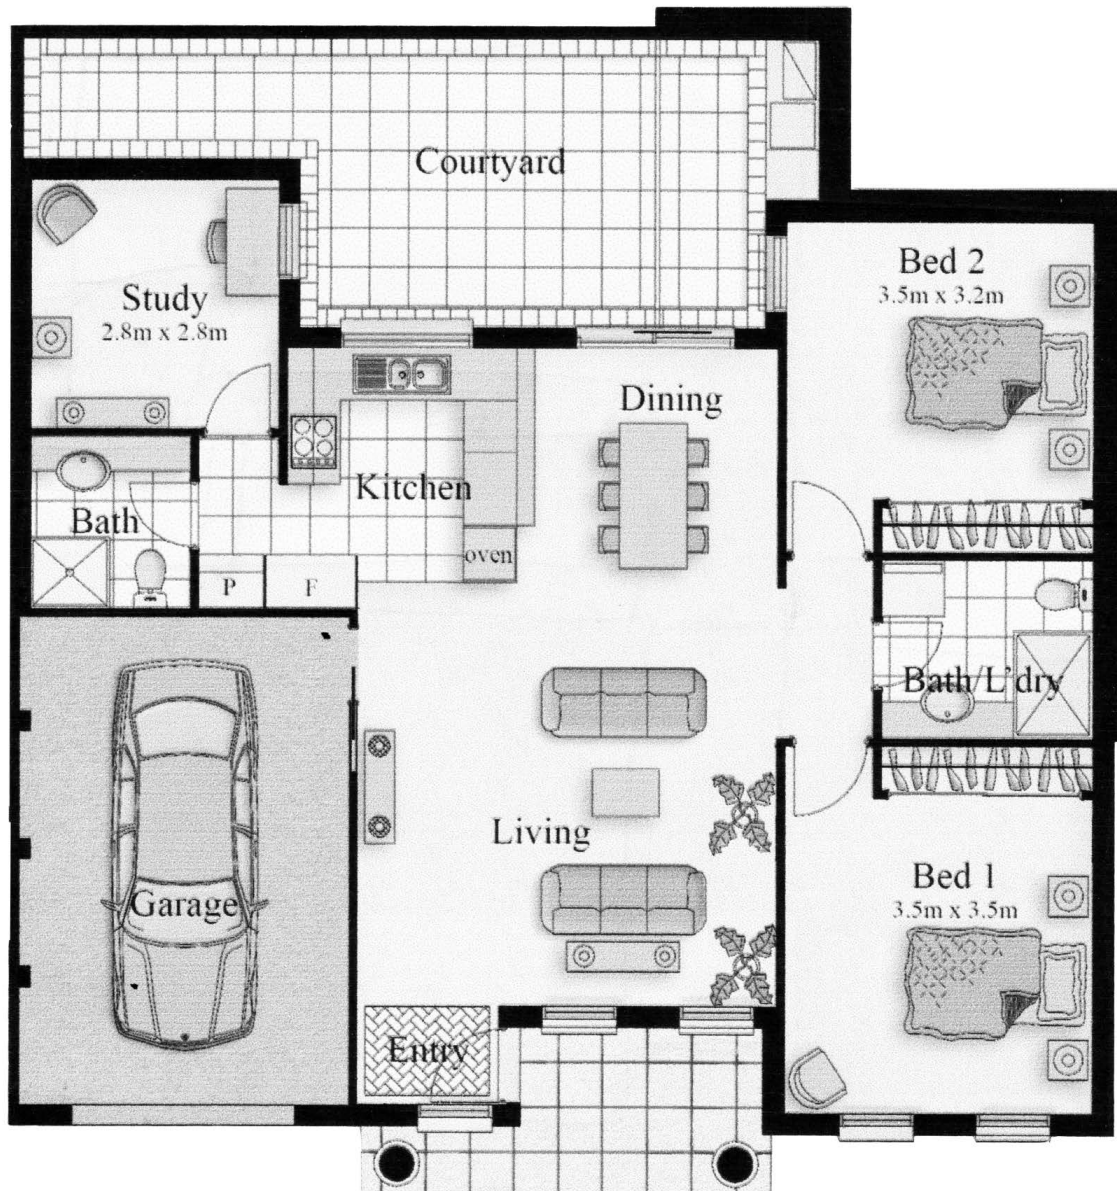 Courtyard
Study
2.8m x 2.8m
Bed 2
3.5m x 3.2m
Dining
Kitchen
Bath
oven
P
F
Bath/L'dry
Living
Garage
Bed 1
3.5m x 3.5m
Entry